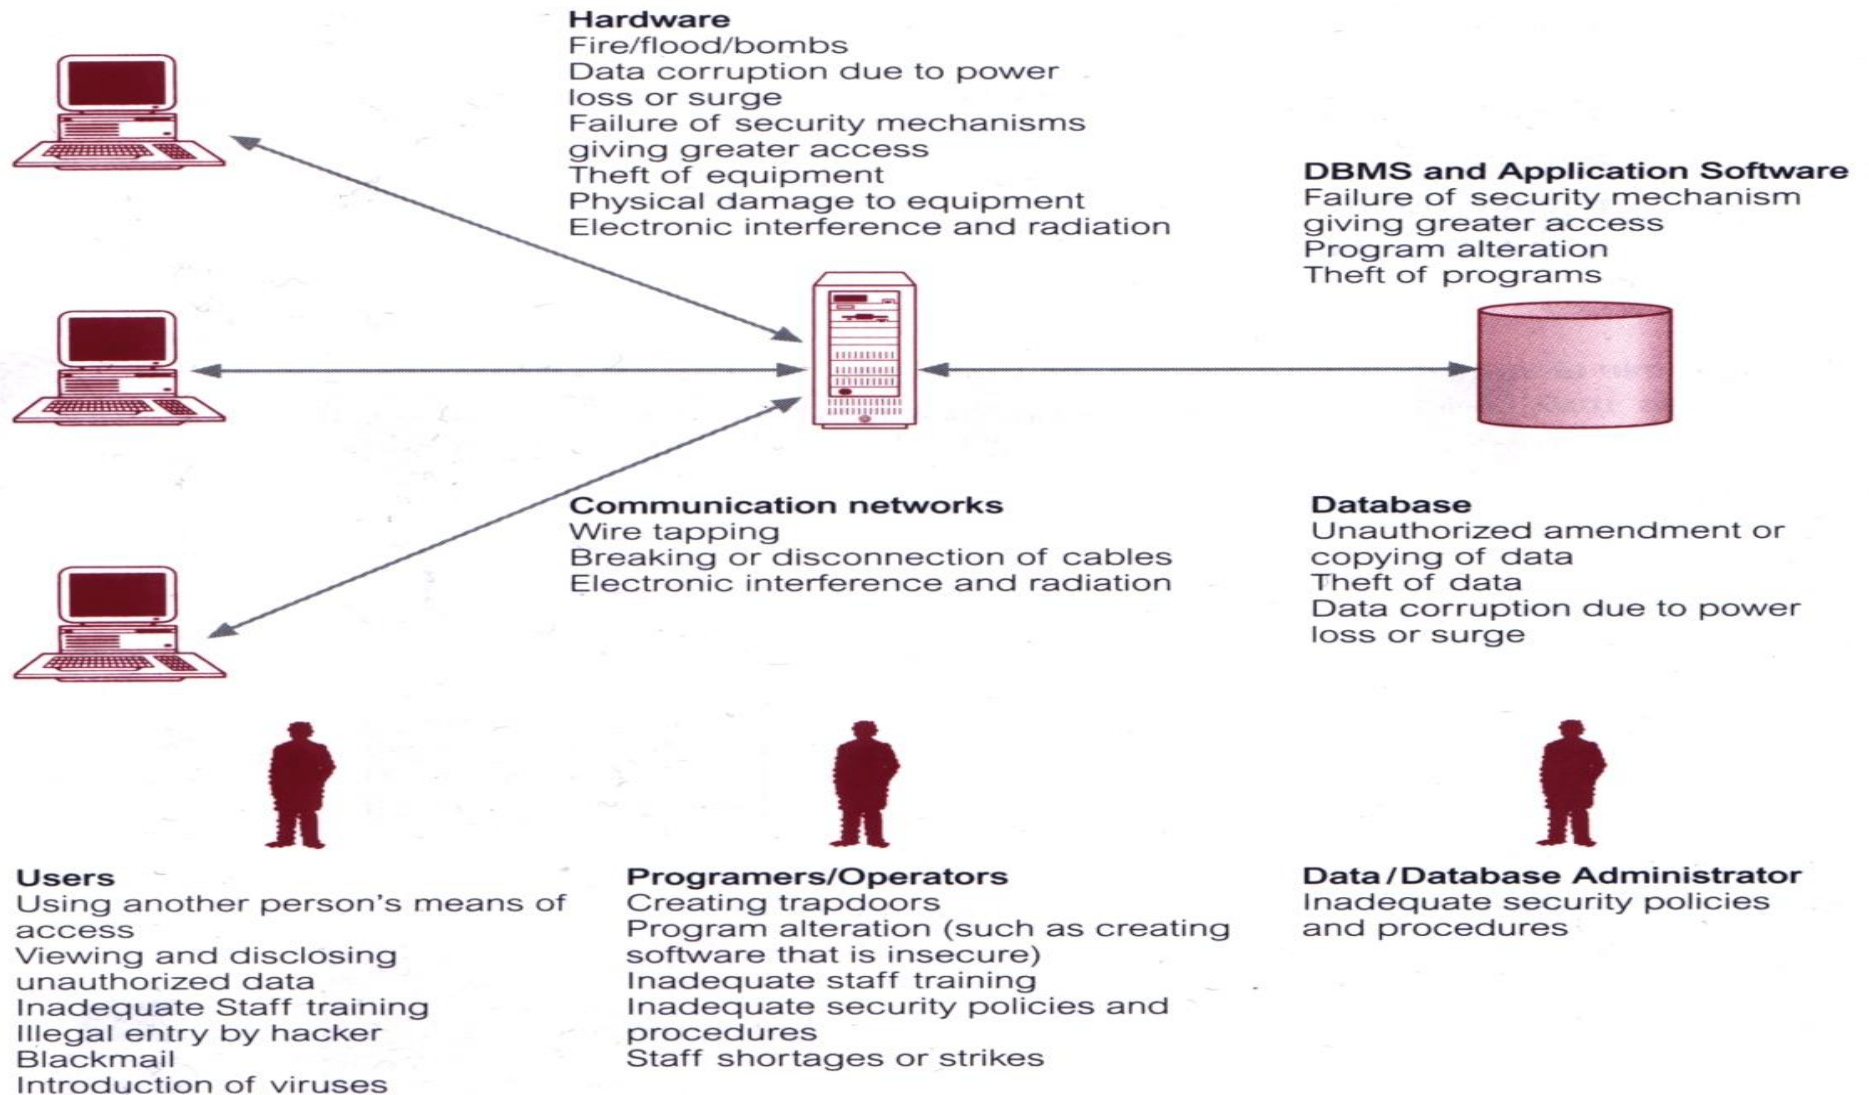 Hardware
Fire/flood/bombs
Data corruption due to power
loss or surge
Failure of security mechanisms
giving greater access
Theft of equipment
Physical damage to equipment
Electronic interference and radiation
DBMS and Application Software
Failure of security mechanism
giving greater access
Program alteration
Theft of programs
Communication networks
Wire tapping
Breaking or disconnection of cables
Electronic interference and radiation
Database
Unauthorized amendment or
copying of data
Theft of data
Data corruption due to power
loss or surge
Users
Using another person's means of
access
Viewing and disclosing
unauthorized data
Inadequate Staff training
Illegal entry by hacker
Blackmail
Introduction of viruses
Programers/Operators
Creating trapdoors
Program alteration (such as creating
software that is insecure)
Inadequate staff training
Inadequate security policies and
procedures
Staff shortages or strikes
Data/Database Administrator
Inadequate security policies
and procedures